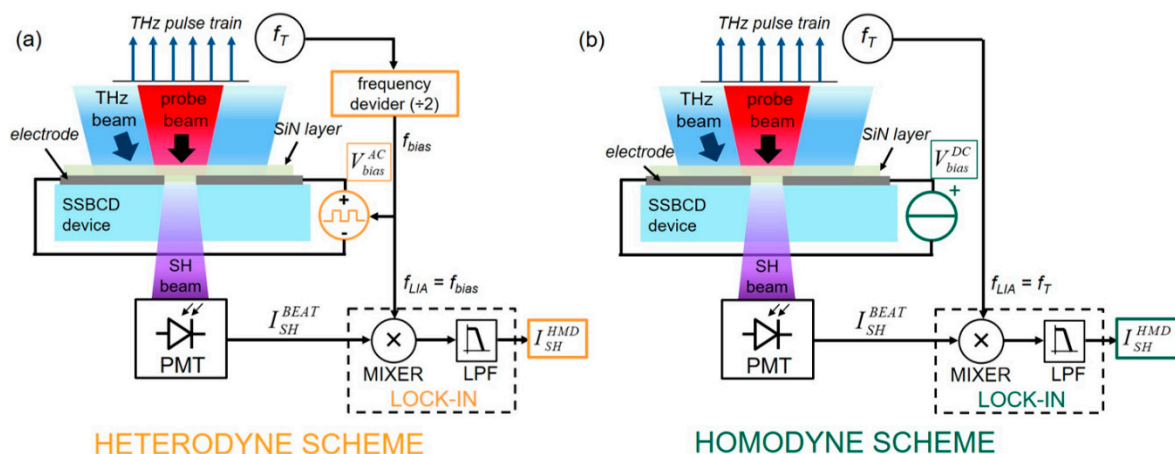 (a)
THz pulse train
f_T
frequency
devider (÷2)
THz
beam
probe
beam
SiN layer
electrode
f_bias
V_bias^AC
+
-
SSBCD
device
SH
beam
f_LIA = f_bias
I_SH^BEAT
PMT
×
MIXER
LPF
I_SH^HMD
LOCK-IN
HETERODYNE SCHEME
(b)
THz pulse train
f_T
THz
beam
probe
beam
SiN layer
electrode
V_bias^DC
+
SSBCD
device
SH
beam
f_LIA = f_T
I_SH^BEAT
PMT
×
MIXER
LPF
I_SH^HMD
LOCK-IN
HOMODYNE SCHEME